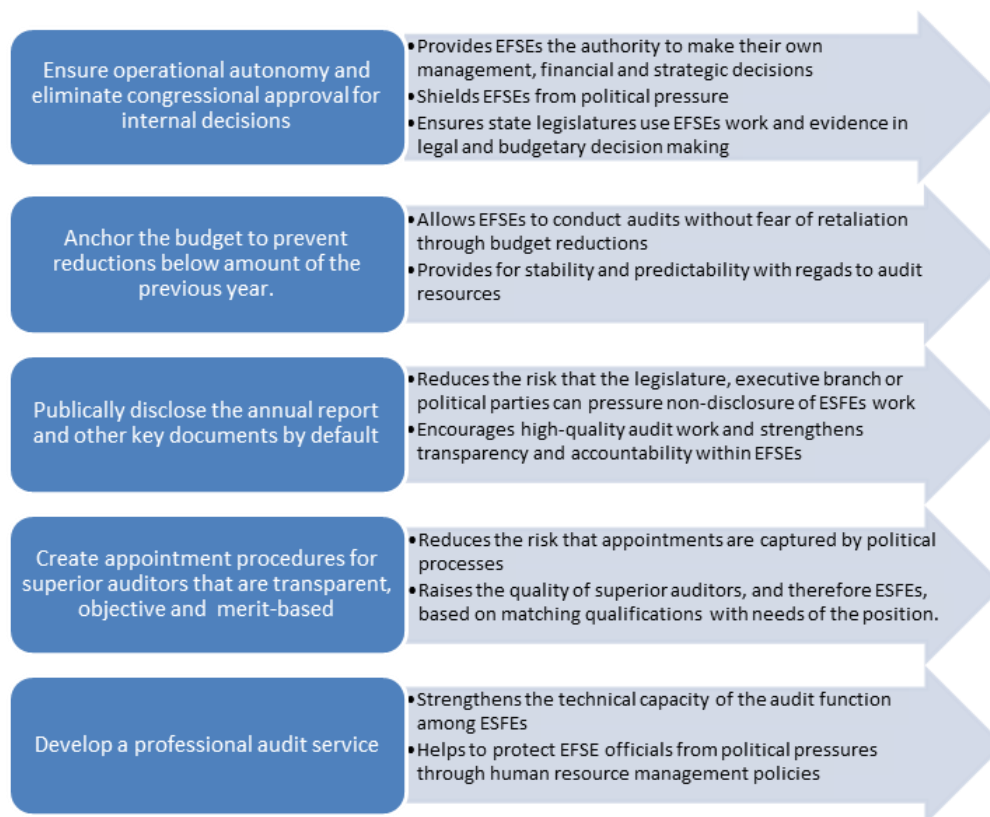 Ensure operational autonomy and
eliminate congressional approval for
internal decisions
•Provides EFSEs the authority to make their own
management, financial and strategic decisions
•Shields EFSEs from political pressure
•Ensures state legislatures use EFSEs work and evidence in
legal and budgetary decision making
Anchor the budget to prevent
reductions below amount of the
previous year.
•Allows EFSEs to conduct audits without fear of retaliation
through budget reductions
•Provides for stability and predictability with regads to audit
resources
Publically disclose the annual report
and other key documents by default
•Reduces the risk that the legislature, executive branch or
political parties can pressure non-disclosure of ESFEs work
•Encourages high-quality audit work and strengthens
transparency and accountability within EFSEs
Create appointment procedures for
superior auditors that are transparent,
objective and merit-based
•Reduces the risk that appointments are captured by political
processes
•Raises the quality of superior auditors, and therefore ESFEs,
based on matching qualifications with needs of the position.
Develop a professional audit service
•Strengthens the technical capacity of the audit function
among ESFEs
•Helps to protect EFSE officials from political pressures
through human resource management policies